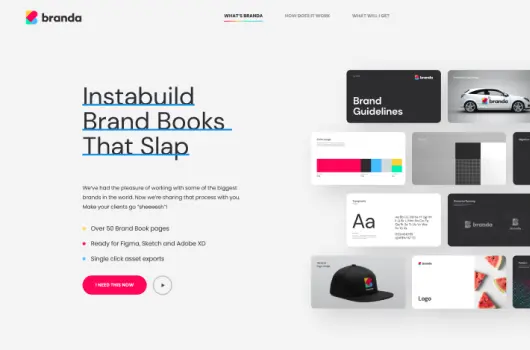 branda
WHAT'S BRANDA
HOW DOES IT WORK
WHAT WILL I GET?
Instabuild
Brand Books
That Slap
We've had the pleasure of working with some of the biggest
brands in the world. Now we're sharing that process with you.
Make your clients go "sheeesh"!
Over 50 Brand Book pages
Ready for Figma, Sketch and Adobe XD
Single click asset exports
I NEED THIS NOW
branda
Brand
Guidelines
branda
Aa
branda
branda
Logo